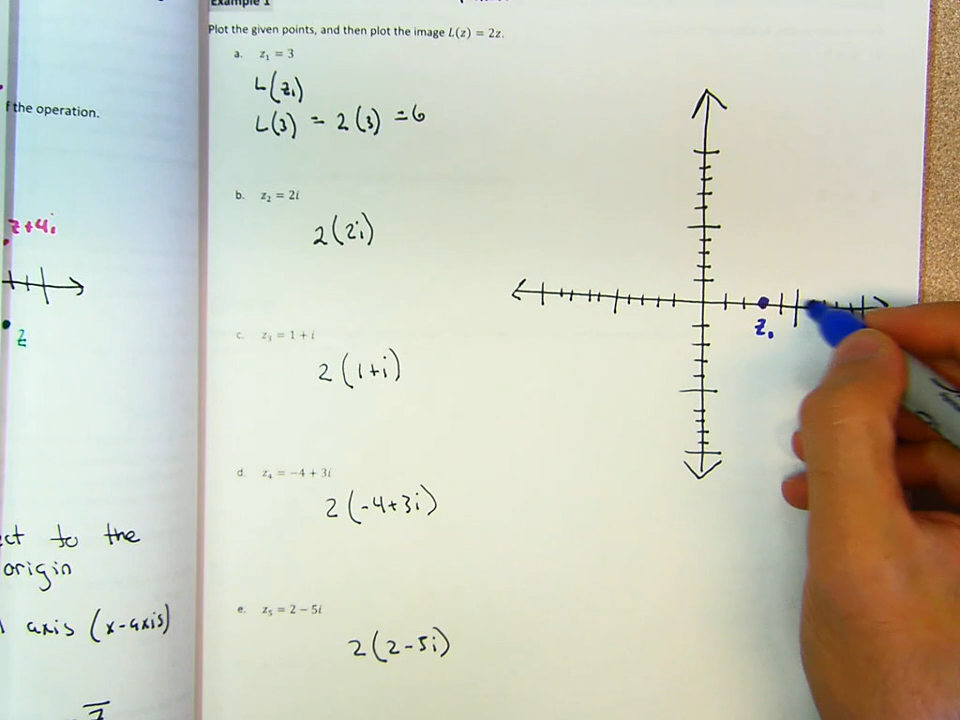 Example 1
Plot the given points, and then plot the image L(z) = 2z.
a. z₁ = 3
L(z₁)
L(3) = 2(3) = 6
b. z₂ = 2i
2(2i)
c. z₃ = 1 + i
2(1+i)
d. z₄ = −4 + 3i
2(-4+3i)
e. z₅ = 2 − 5i
2(2-5i)
z₁
f the operation.
z+4i
z
ct to the
origin
axis (x-axis)